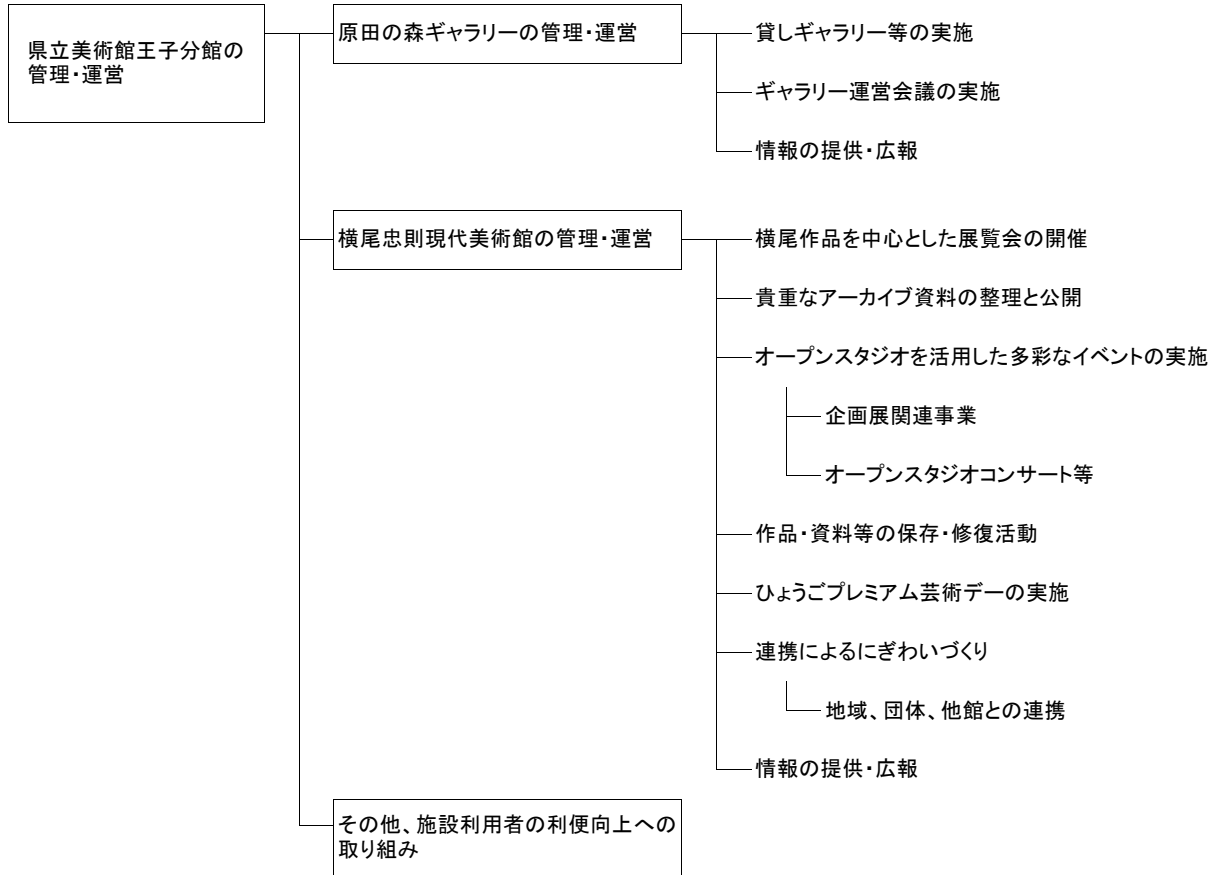 県立美術館王子分館の
管理・運営
原田の森ギャラリーの管理・運営
貸しギャラリー等の実施
ギャラリー運営会議の実施
情報の提供・広報
横尾忠則現代美術館の管理・運営
横尾作品を中心とした展覧会の開催
貴重なアーカイブ資料の整理と公開
オープンスタジオを活用した多彩なイベントの実施
企画展関連事業
オープンスタジオコンサート等
作品・資料等の保存・修復活動
ひょうごプレミアム芸術デーの実施
連携によるにぎわいづくり
地域、団体、他館との連携
情報の提供・広報
その他、施設利用者の利便向上への
取り組み